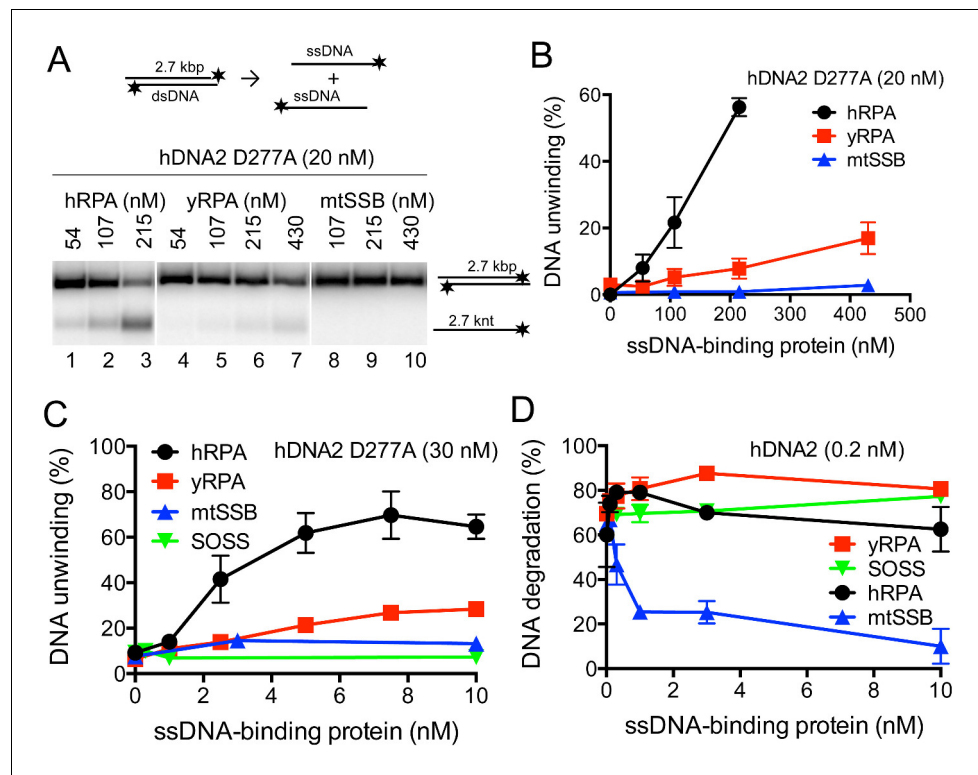 A
2.7 kbp
dsDNA
ssDNA
+
ssDNA
hDNA2 D277A (20 nM)
hRPA (nM) yRPA (nM) mtSSB (nM)
54 107 215 54 107 215 430 107 215 430
2.7 kbp
2.7 knt
1 2 3 4 5 6 7 8 9 10
B
hDNA2 D277A (20 nM)
hRPA
yRPA
mtSSB
DNA unwinding (%)
60
40
20
0
0 100 200 300 400 500
ssDNA-binding protein (nM)
C
hDNA2 D277A (30 nM)
hRPA
yRPA
mtSSB
SOSS
DNA unwinding (%)
100
80
60
40
20
0
0 2 4 6 8 10
ssDNA-binding protein (nM)
D
hDNA2 (0.2 nM)
DNA degradation (%)
100
80
60
40
20
0
yRPA
SOSS
hRPA
mtSSB
0 2 4 6 8 10
ssDNA-binding protein (nM)